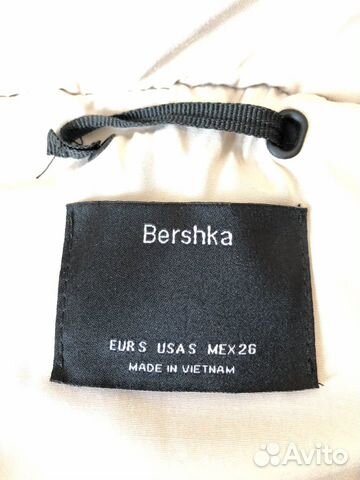 Bershka
EUR S USA S MEX 26
MADE IN VIETNAM
Avito